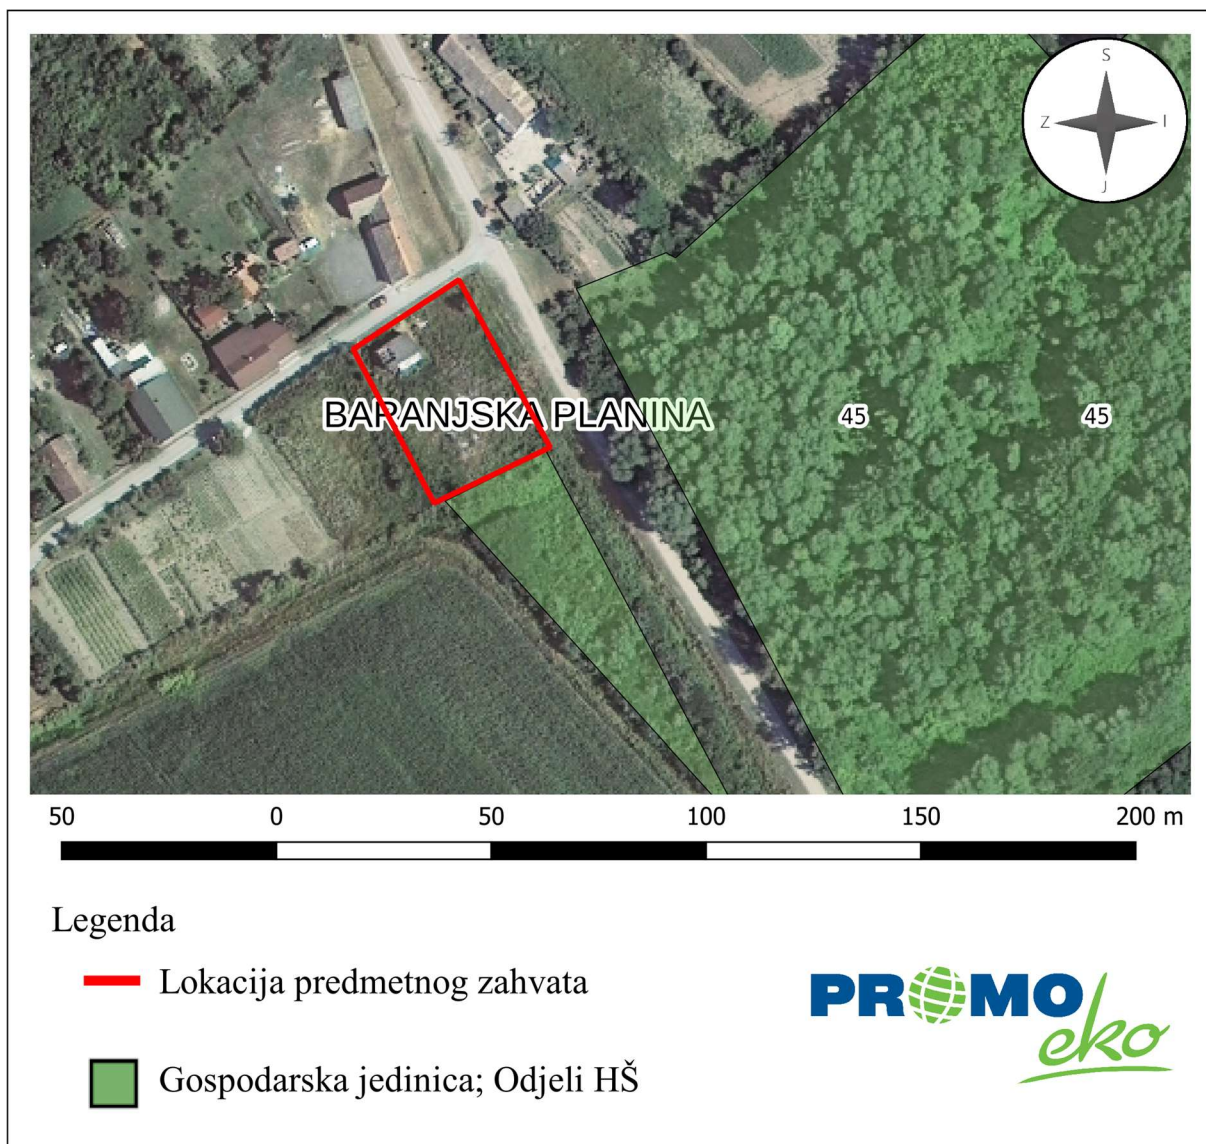 S
Z I
J
BARANJSKA PLANINA 45 45
50 0 50 100 150 200 m
Legenda
Lokacija predmetnog zahvata
PROMO
eko
Gospodarska jedinica; Odjeli HŠ